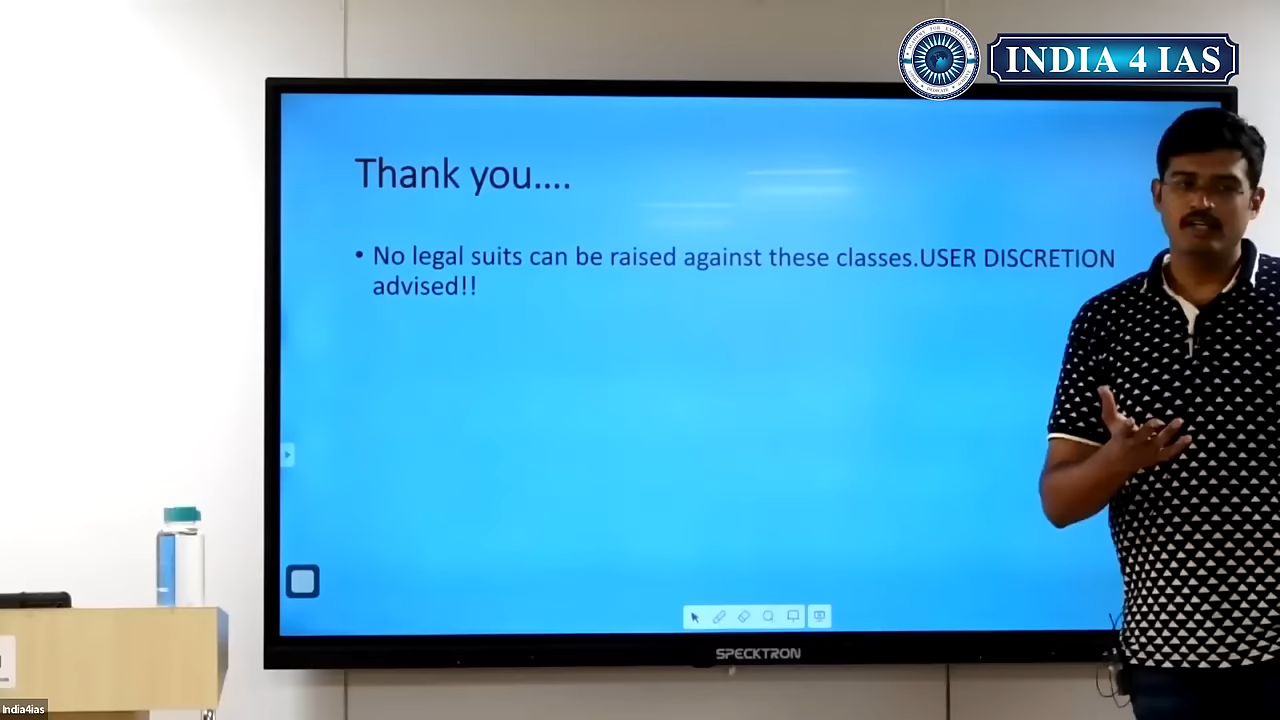 INDIA 4 IAS
Thank you....
• No legal suits can be raised against these classes.USER DISCRETION
advised!!
SPECKTRON
India4ias